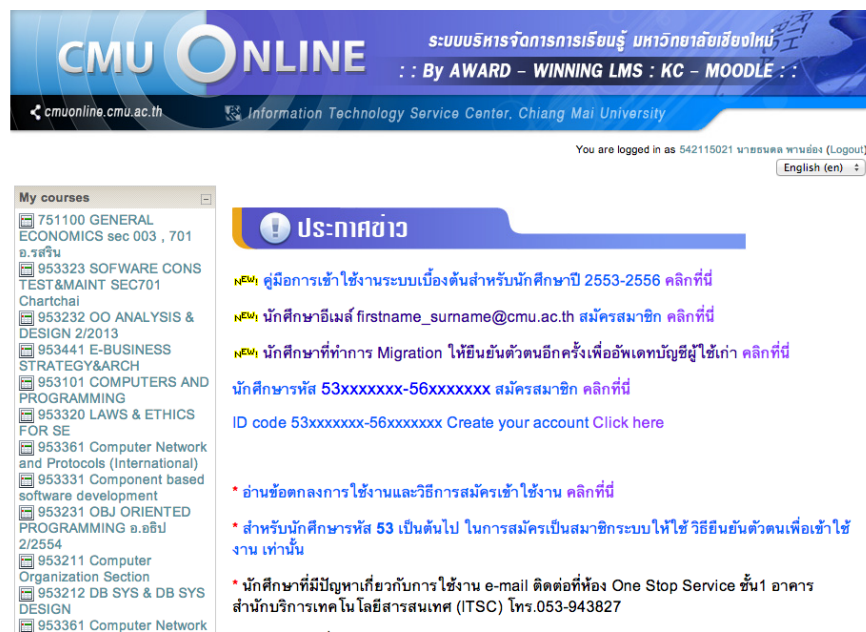 CMU ONLINE
ระบบบริหารจัดการการเรียนรู้ มหาวิทยาลัยเชียงใหม่
: : By AWARD – WINNING LMS : KC – MOODLE : :
cmuonline.cmu.ac.th
Information Technology Service Center, Chiang Mai University
You are logged in as 542115021 นายธนดล พานย่อง (Logout)
English (en)
My courses
751100 GENERAL
ECONOMICS sec 003 , 701
อ.รสริน
953323 SOFWARE CONS
TEST&MAINT SEC701
Chartchai
953232 OO ANALYSIS &
DESIGN 2/2013
953441 E-BUSINESS
STRATEGY&ARCH
953101 COMPUTERS AND
PROGRAMMING
953320 LAWS & ETHICS
FOR SE
953361 Computer Network
and Protocols (International)
953331 Component based
software development
953231 OBJ ORIENTED
PROGRAMMING อ.อธิป
2/2554
953211 Computer
Organization Section
953212 DB SYS & DB SYS
DESIGN
953361 Computer Network
ประกาศข่าว
NEW! คู่มือการเข้าใช้งานระบบเบื้องต้นสำหรับนักศึกษาปี 2553-2556 คลิกที่นี่
NEW! นักศึกษาอีเมล์ firstname_surname@cmu.ac.th สมัครสมาชิก คลิกที่นี่
NEW! นักศึกษาที่ทำการ Migration ให้ยืนยันตัวตนอีกครั้งเพื่ออัพเดทบัญชีผู้ใช้เก่า คลิกที่นี่
นักศึกษารหัส 53xxxxxxx-56xxxxxxx สมัครสมาชิก คลิกที่นี่
ID code 53xxxxxxx-56xxxxxxx Create your account Click here
* อ่านข้อตกลงการใช้งานและวิธีการสมัครเข้าใช้งาน คลิกที่นี่
* สำหรับนักศึกษารหัส 53 เป็นต้นไป ในการสมัครเป็นสมาชิกระบบให้ใช้วิธียืนยันตัวตนเพื่อเข้าใช้
งาน เท่านั้น
* นักศึกษาที่มีปัญหาเกี่ยวกับการใช้งาน e-mail ติดต่อที่ห้อง One Stop Service ชั้น1 อาคาร
สำนักบริการเทคโนโลยีสารสนเทศ (ITSC) โทร.053-943827